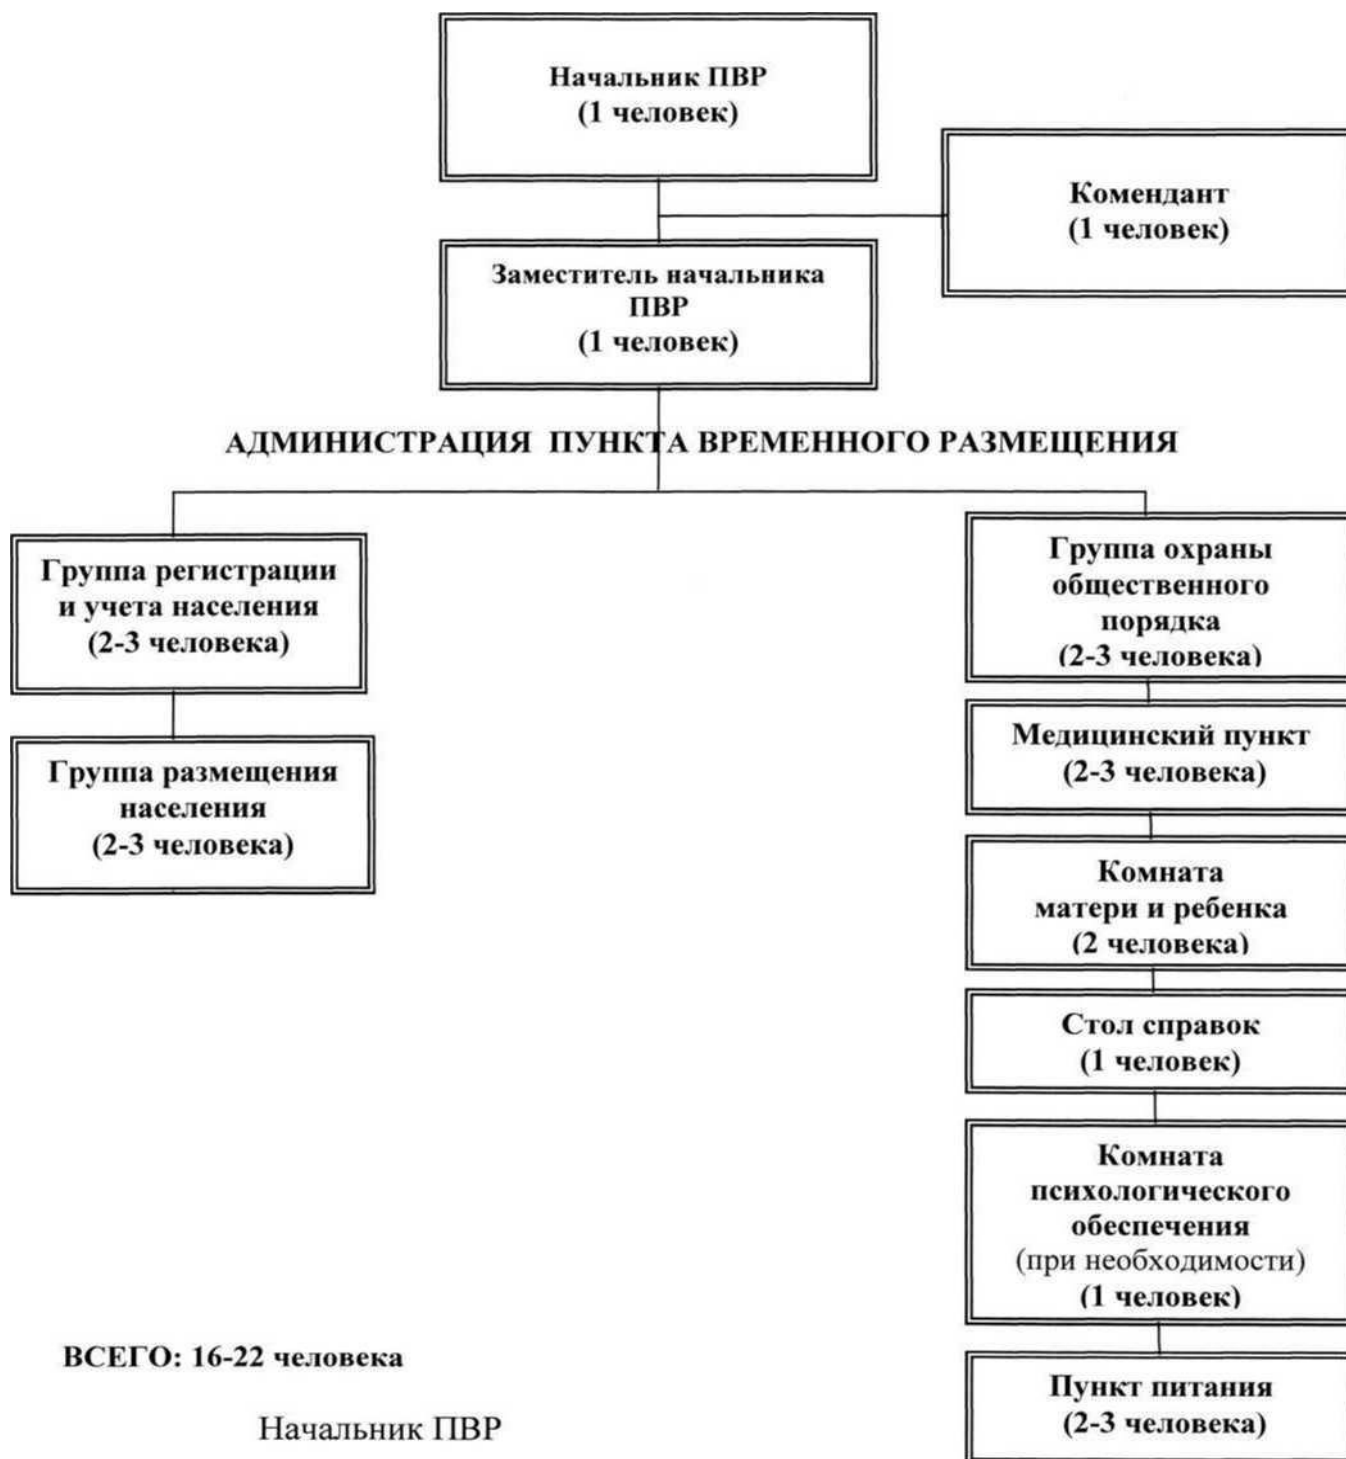 Начальник ПВР
(1 человек)
Комендант
(1 человек)
Заместитель начальника
ПВР
(1 человек)
АДМИНИСТРАЦИЯ ПУНКТА ВРЕМЕННОГО РАЗМЕЩЕНИЯ
Группа регистрации
и учета населения
(2-3 человека)
Группа размещения
населения
(2-3 человека)
Группа охраны
общественного
порядка
(2-3 человека)
Медицинский пункт
(2-3 человека)
Комната
матери и ребенка
(2 человека)
Стол справок
(1 человек)
Комната
психологического
обеспечения
(при необходимости)
(1 человек)
Пункт питания
(2-3 человека)
ВСЕГО: 16-22 человека
Начальник ПВР